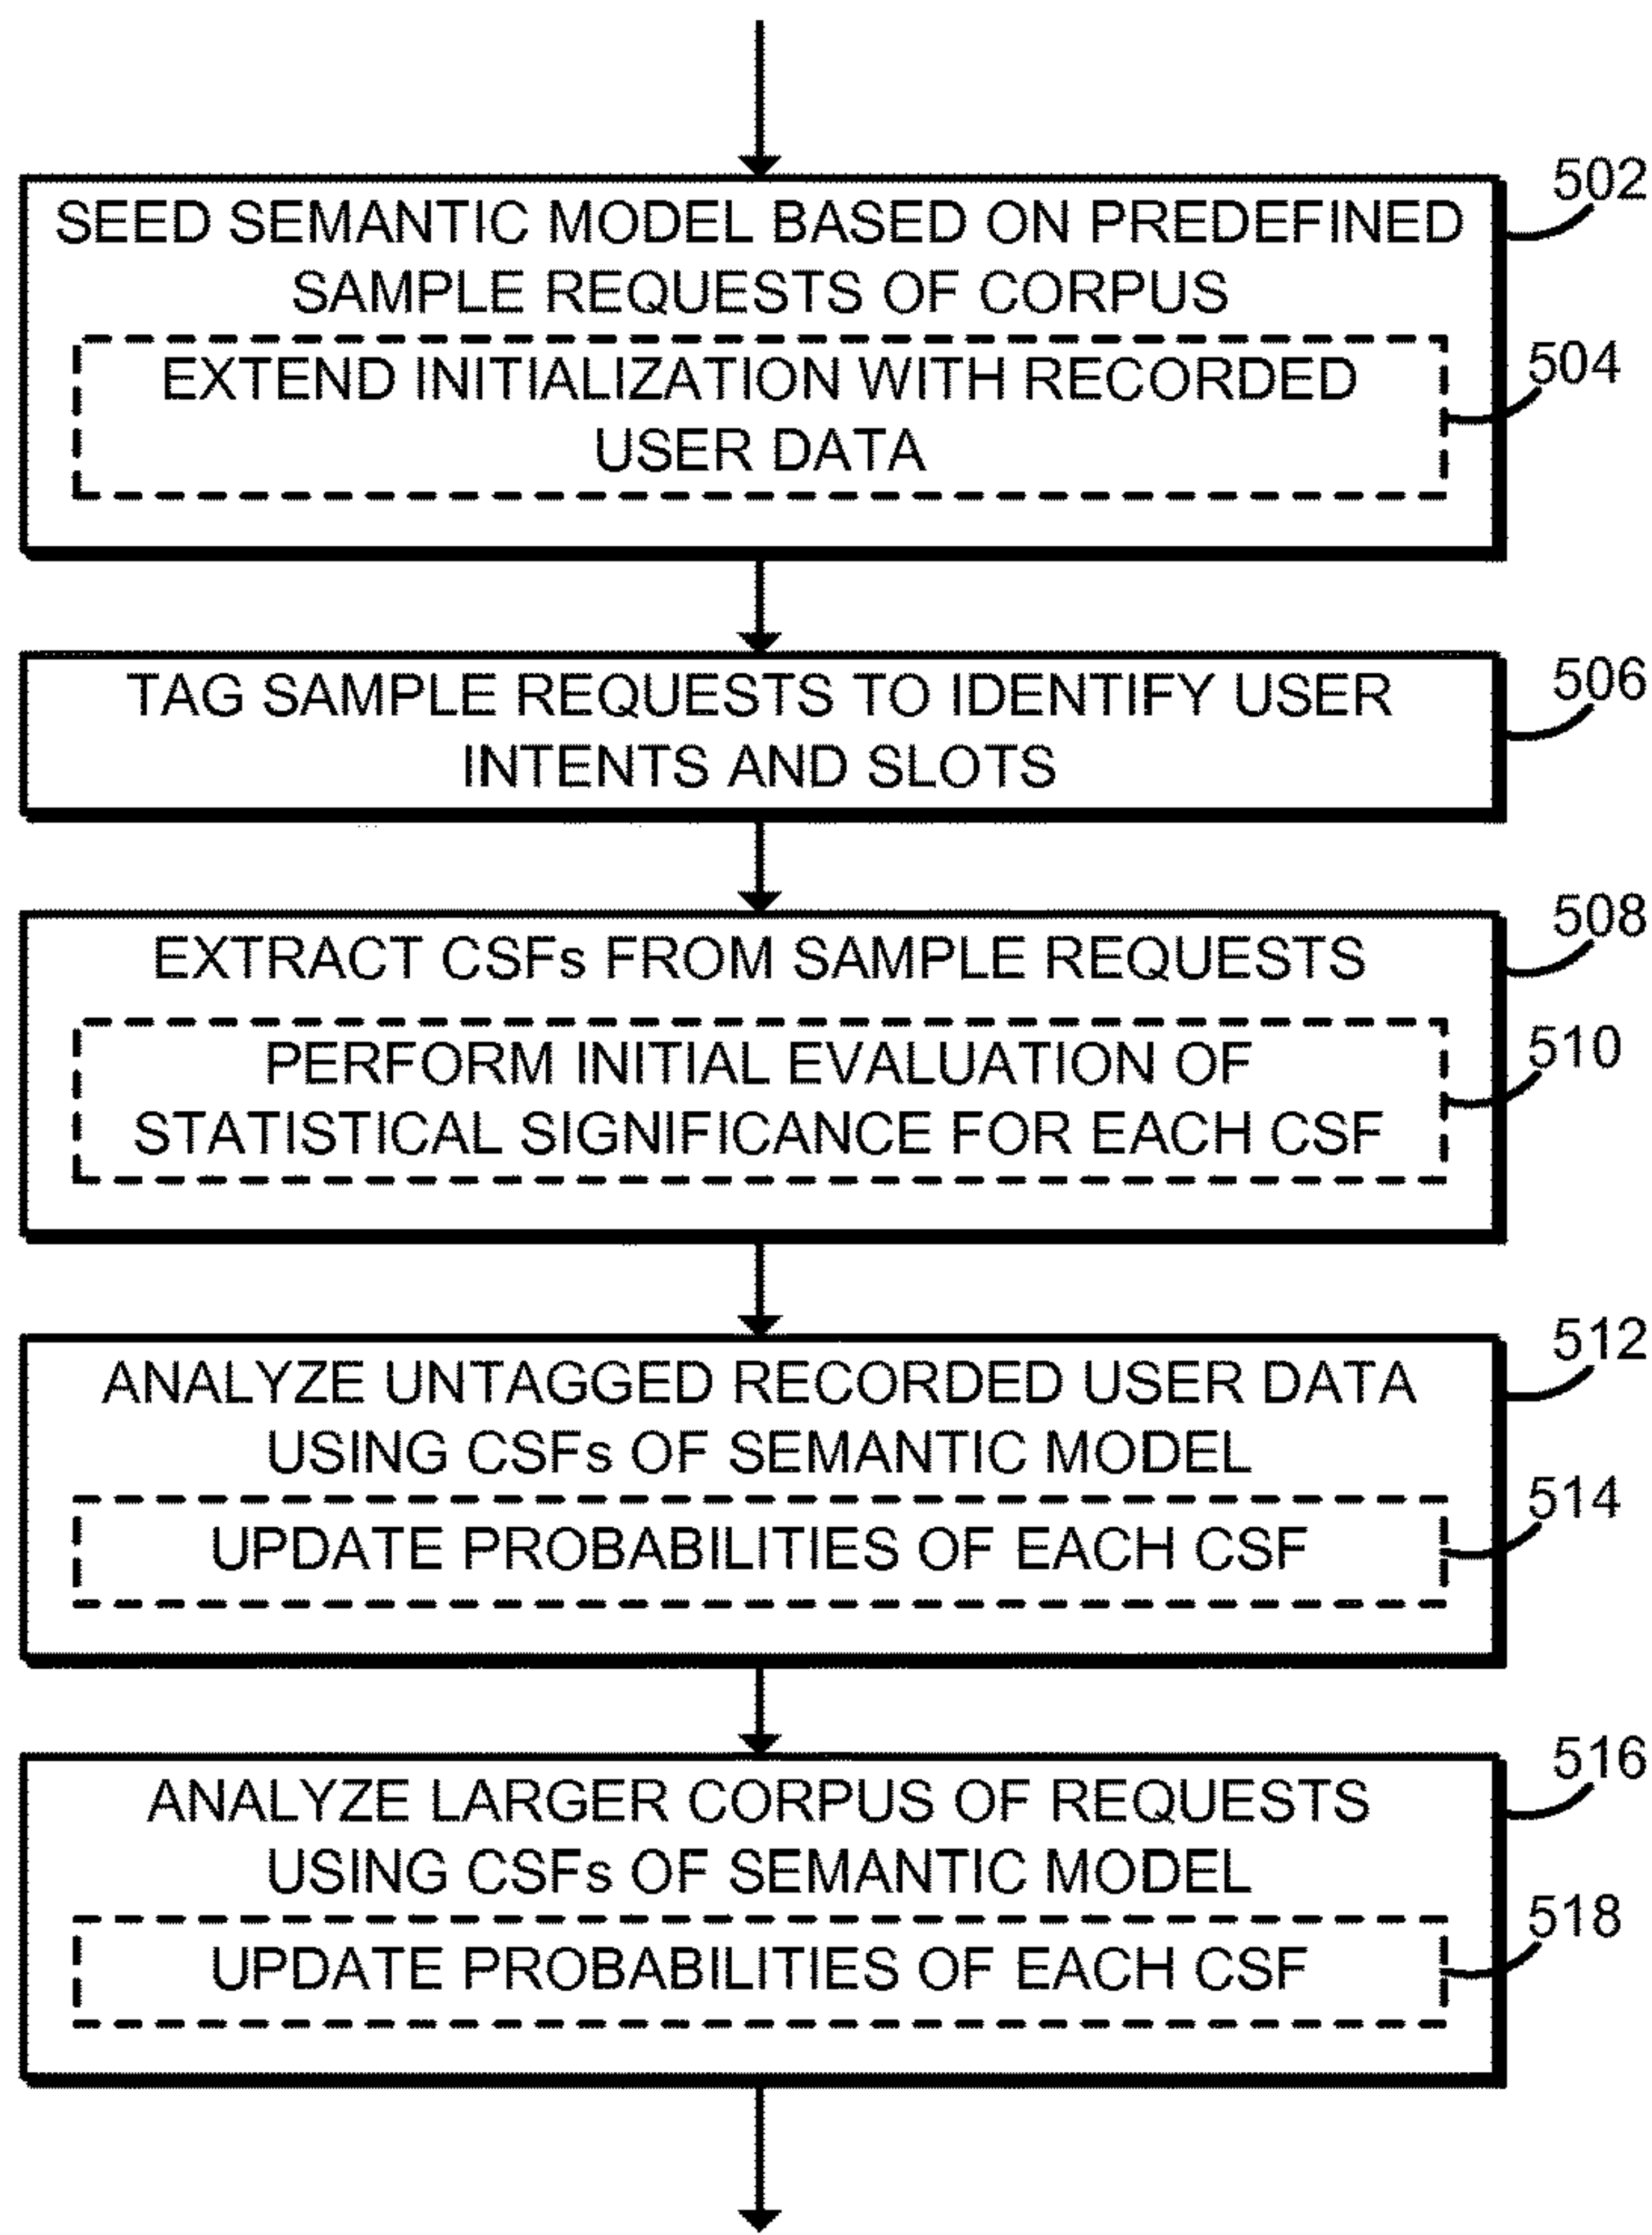 502
SEED SEMANTIC MODEL BASED ON PREDEFINED
SAMPLE REQUESTS OF CORPUS
504
EXTEND INITIALIZATION WITH RECORDED
USER DATA
506
TAG SAMPLE REQUESTS TO IDENTIFY USER
INTENTS AND SLOTS
508
EXTRACT CSFs FROM SAMPLE REQUESTS
510
PERFORM INITIAL EVALUATION OF
STATISTICAL SIGNIFICANCE FOR EACH CSF
512
ANALYZE UNTAGGED RECORDED USER DATA
USING CSFs OF SEMANTIC MODEL
514
UPDATE PROBABILITIES OF EACH CSF
516
ANALYZE LARGER CORPUS OF REQUESTS
USING CSFs OF SEMANTIC MODEL
518
UPDATE PROBABILITIES OF EACH CSF